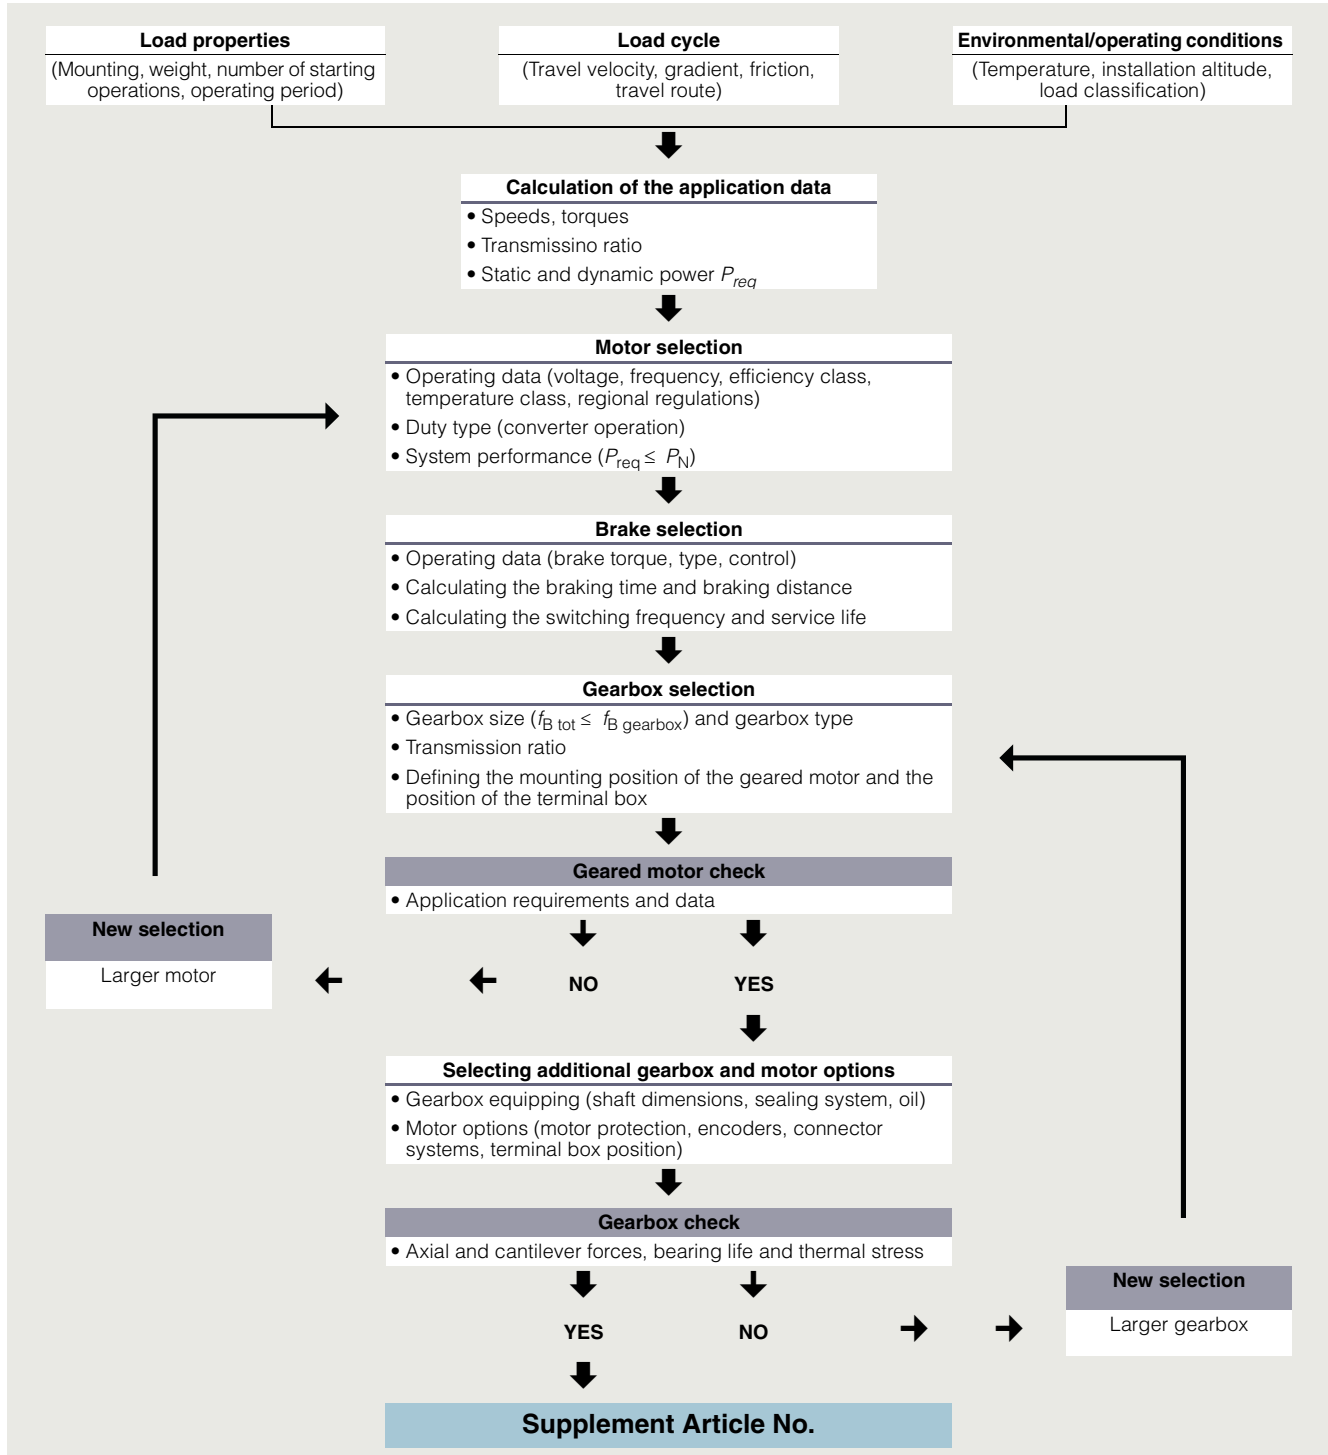 Load properties
(Mounting, weight, number of starting
operations, operating period)
Load cycle
(Travel velocity, gradient, friction,
travel route)
Environmental/operating conditions
(Temperature, installation altitude,
load classification)
Calculation of the application data
• Speeds, torques
• Transmissino ratio
• Static and dynamic power Preq
Motor selection
• Operating data (voltage, frequency, efficiency class,
temperature class, regional regulations)
• Duty type (converter operation)
• System performance (Preq ≤ PN)
Brake selection
• Operating data (brake torque, type, control)
• Calculating the braking time and braking distance
• Calculating the switching frequency and service life
Gearbox selection
• Gearbox size (fB tot ≤ fB gearbox) and gearbox type
• Transmission ratio
• Defining the mounting position of the geared motor and the
position of the terminal box
Geared motor check
• Application requirements and data
New selection
Larger motor
NO
YES
Selecting additional gearbox and motor options
• Gearbox equipping (shaft dimensions, sealing system, oil)
• Motor options (motor protection, encoders, connector
systems, terminal box position)
Gearbox check
• Axial and cantilever forces, bearing life and thermal stress
YES
NO
New selection
Larger gearbox
Supplement Article No.